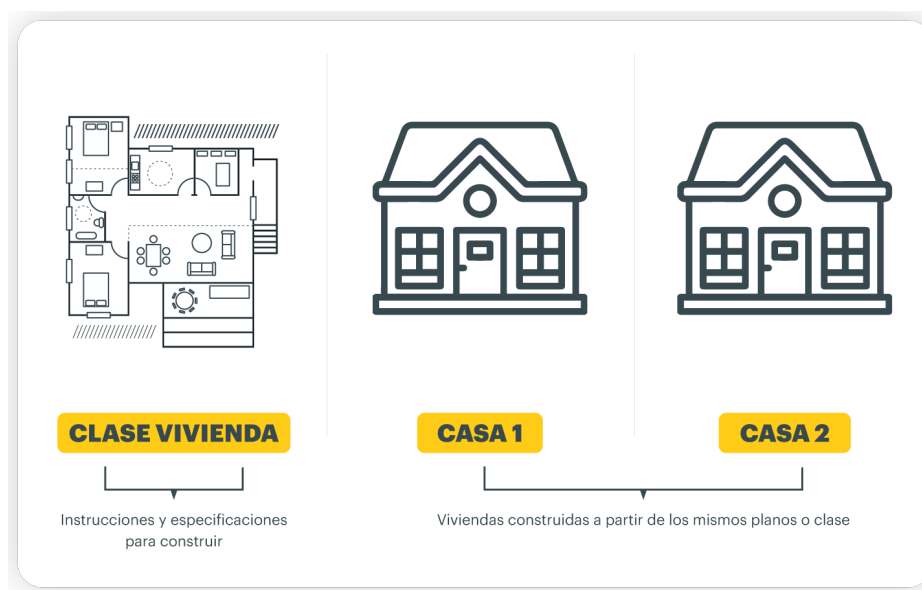 CLASE VIVIENDA
CASA 1
CASA 2
Instrucciones y especificaciones
para construir
Viviendas construidas a partir de los mismos planos o clase